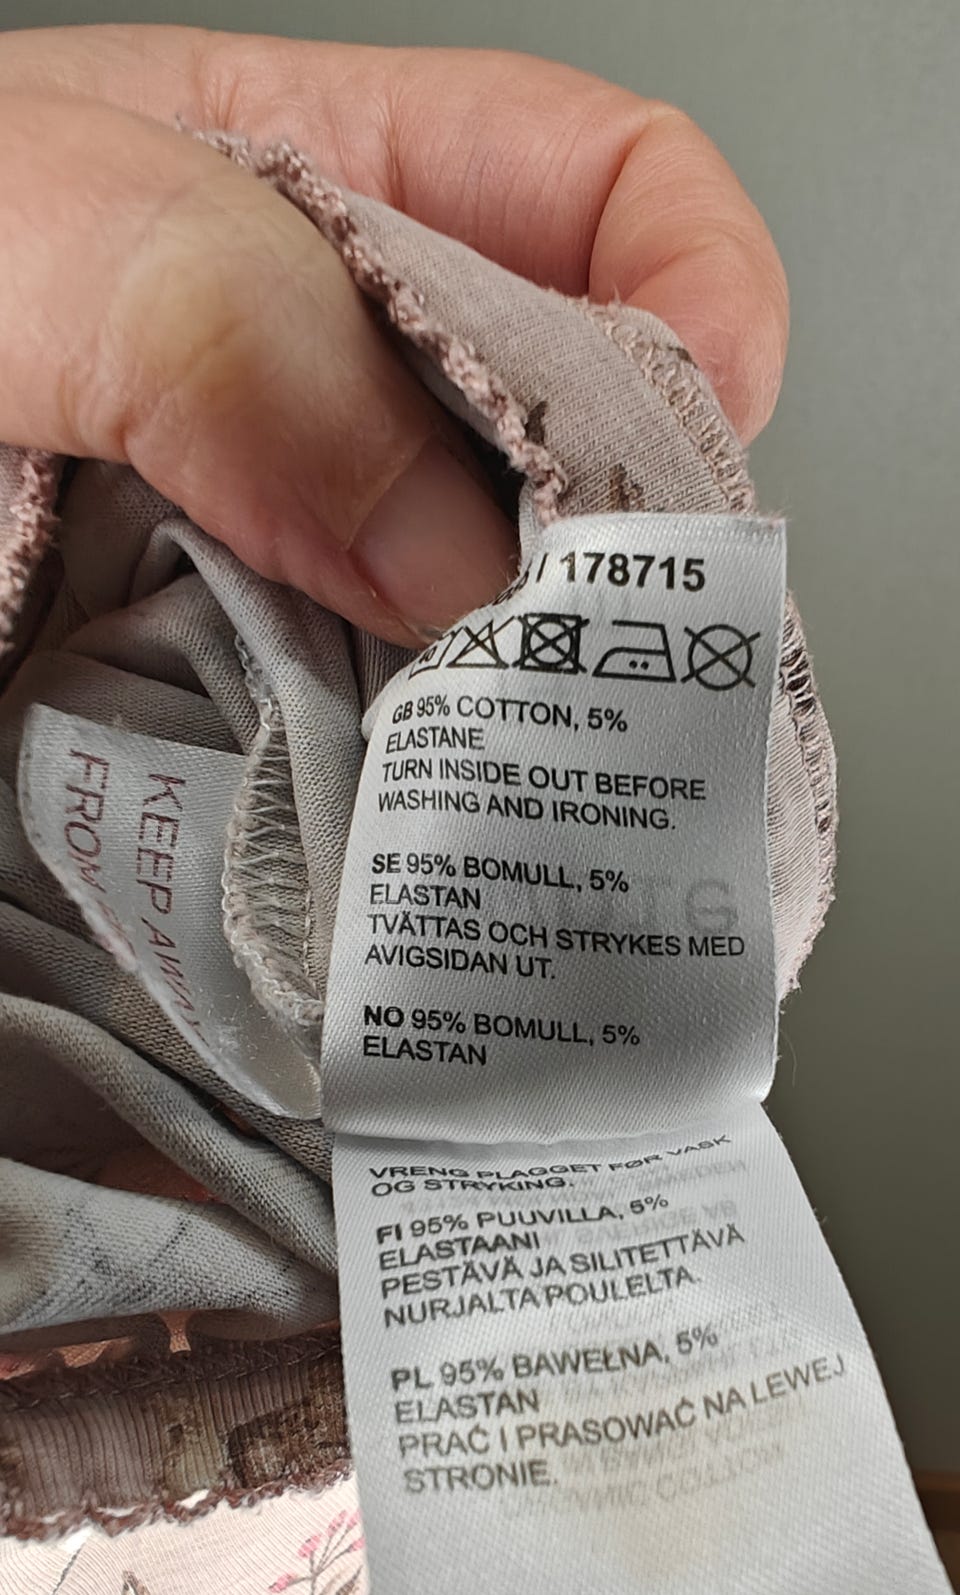 / 178715
GB 95% COTTON, 5%
ELASTANE
TURN INSIDE OUT BEFORE
WASHING AND IRONING.
SE 95% BOMULL, 5%
ELASTAN
TVÄTTAS OCH STRYKES MED
AVIGSIDAN UT.
NO 95% BOMULL, 5%
ELASTAN
VRENG PLAGGET FØR VASK
OG STRYKING.
FI 95% PUUVILLA, 5%
ELASTAANI
PESTÄVÄ JA SILITETTÄVÄ
NURJALTA POULELTA.
PL 95% BAWEŁNA, 5%
ELASTAN
PRAĆ I PRASOWAĆ NA LEWEJ
STRONIE.
KEEP AWAY
FROM